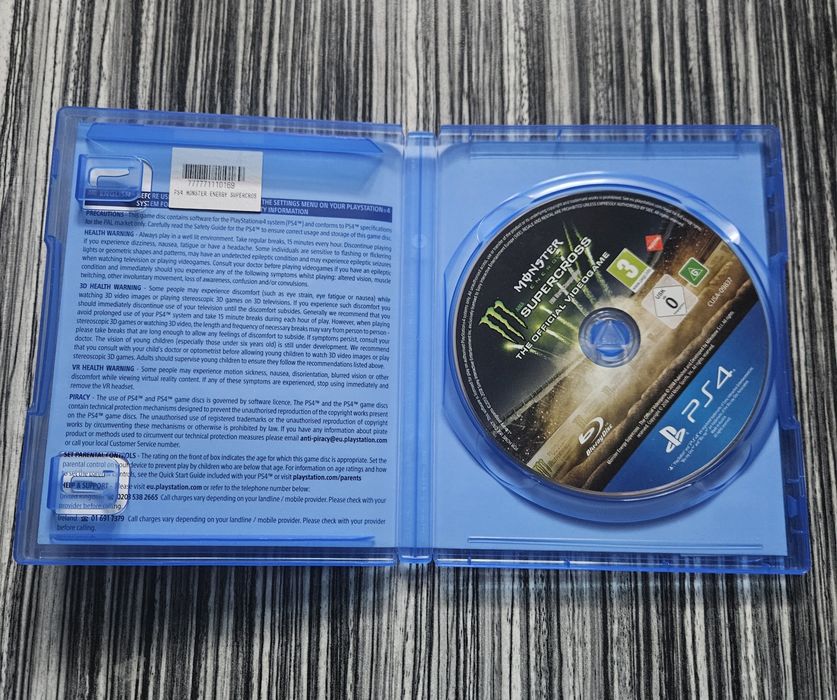 77777110169
PS4 MONSTER ENERGY SUPERCROS
ENGLISH
BEFORE US
THE SETTINGS MENU ON YOUR PLAYSTATION®4
SYSTEM FO
TY INFORMATION
PRECAUTIONS - This game disc contains software for the PlayStation®4 system (PS4™) and conforms to PS4™ specifications
for the PAL market only. Carefully read the Safety Guide for the PS4™ to ensure correct usage and storage of this game disc.
HEALTH WARNING - Always play in a well lit environment. Take regular breaks, 15 minutes every hour. Discontinue playing
if you experience dizziness, nausea, fatigue or have a headache. Some individuals are sensitive to flashing or flickering
lights or geometric shapes and patterns, may have an undetected epileptic condition and may experience epileptic seizures
when watching television or playing videogames. Consult your doctor before playing videogames if you have an epileptic
condition and immediately should you experience any of the following symptoms whilst playing: altered vision, muscle
twitching, other involuntary movement, loss of awareness, confusion and/or convulsions.
3D HEALTH WARNING - Some people may experience discomfort (such as eye strain, eye fatigue or nausea) while
watching 3D video images or playing stereoscopic 3D games on 3D televisions. If you experience such discomfort you
should immediately discontinue use of your television until the discomfort subsides. Generally we recommend that you
avoid prolonged use of your PS4™ system and take 15 minute breaks during each hour of play. However, when playing
stereoscopic 3D games or watching 3D video, the length and frequency of necessary breaks may vary from person to person -
please take breaks that are long enough to allow any feelings of discomfort to subside. If symptoms persist, consult your
doctor. The vision of young children (especially those under six years old) is still under development. We recommend
that you consult with your child's doctor or optometrist before allowing young children to watch 3D video images or play
stereoscopic 3D games. Adults should supervise young children to ensure they follow the recommendations listed above.
VR HEALTH WARNING - Some people may experience motion sickness, nausea, disorientation, blurred vision or other
discomfort while viewing virtual reality content. If any of these symptoms are experienced, stop using immediately and
remove the VR headset.
PIRACY - The use of PS4™ and PS4™ game discs is governed by software licence. The PS4™ and the PS4™ game discs
contain technical protection mechanisms designed to prevent the unauthorised reproduction of the copyright works present
on the PS4™ game discs. The unauthorised use of registered trademarks or the unauthorised reproduction of copyright
works by circumventing these mechanisms or otherwise is prohibited by law. If you have any information about pirate
product or methods used to circumvent our technical protection measures please email anti-piracy@eu.playstation.com
or call your local Customer Service number.
SET PARENTAL CONTROLS - The rating on the front of box indicates the age for which this game disc is appropriate. Set the
parental control on your device to prevent play by children who are below that age. For information on age ratings and how
to set the controls, see the Quick Start Guide included with your PS4™ or visit playstation.com/parents
HELP & SUPPORT - Please visit eu.playstation.com or refer to the telephone number below:
United Kingdom 0203 538 2665 Call charges vary depending on your landline / mobile provider. Please check with your
provider before calling.
Ireland ☎ 01 691 7379 Call charges vary depending on your landline / mobile provider. Please check with your provider
before calling.
MONSTER
ENERGY
SUPERCROSS
THE OFFICIAL VIDEOGAME
3
USK
0
G
CUSA-09837
Blu-ray Disc
PS4